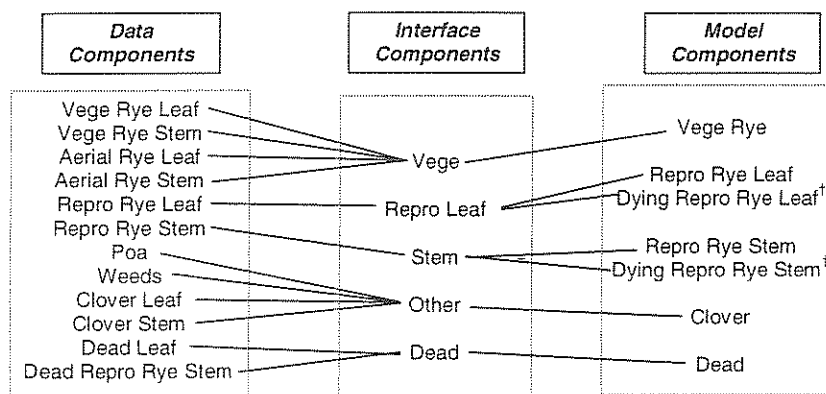 Data
Components
Interface
Components
Model
Components
Vege Rye Leaf
Vege Rye Stem
Aerial Rye Leaf
Aerial Rye Stem
Repro Rye Leaf
Repro Rye Stem
Poa
Weeds
Clover Leaf
Clover Stem
Dead Leaf
Dead Repro Rye Stem
Vege
Repro Leaf
Stem
Other
Dead
Vege Rye
Repro Rye Leaf
Dying Repro Rye Leaf†
Repro Rye Stem
Dying Repro Rye Stem†
Clover
Dead